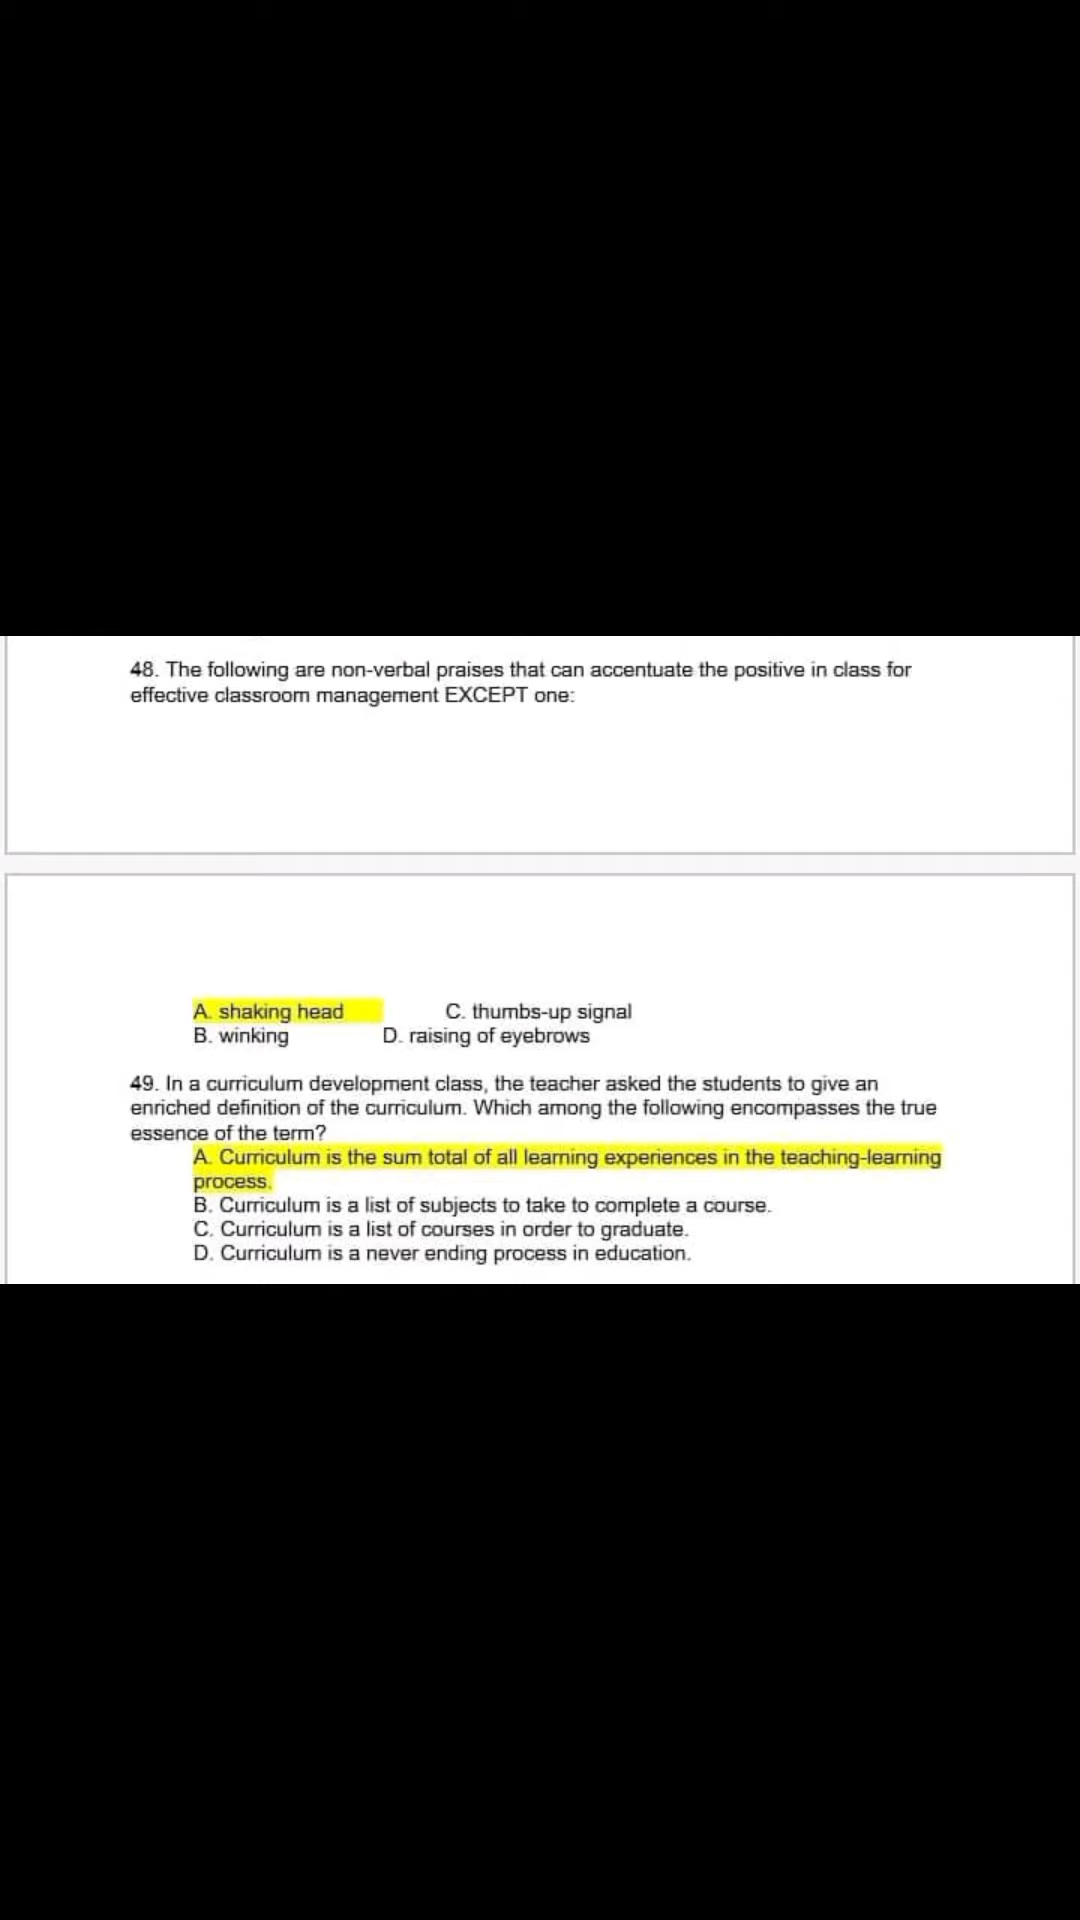 48. The following are non-verbal praises that can accentuate the positive in class for
effective classroom management EXCEPT one:
A. shaking head C. thumbs-up signal
B. winking D. raising of eyebrows
49. In a curriculum development class, the teacher asked the students to give an
enriched definition of the curriculum. Which among the following encompasses the true
essence of the term?
A. Curriculum is the sum total of all learning experiences in the teaching-learning
process.
B. Curriculum is a list of subjects to take to complete a course.
C. Curriculum is a list of courses in order to graduate.
D. Curriculum is a never ending process in education.